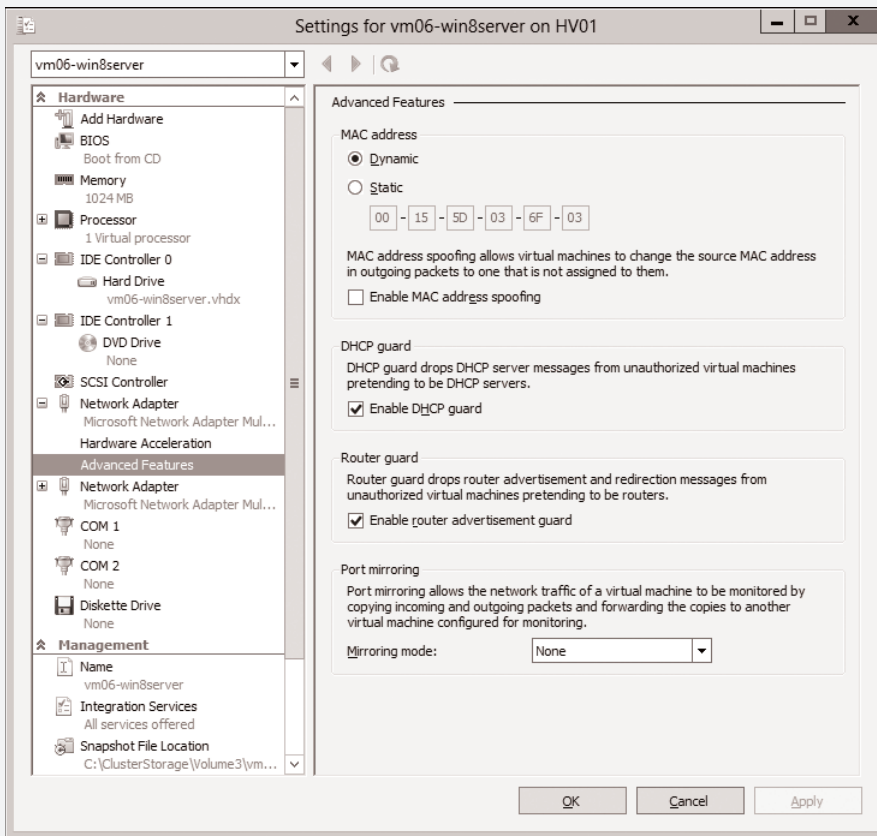 Settings for vm06-win8server on HV01
vm06-win8server
Hardware
Add Hardware
BIOS
Boot from CD
Memory
1024 MB
Processor
1 Virtual processor
IDE Controller 0
Hard Drive
vm06-win8server.vhdx
IDE Controller 1
DVD Drive
None
SCSI Controller
Network Adapter
Microsoft Network Adapter Mul...
Hardware Acceleration
Advanced Features
Network Adapter
Microsoft Network Adapter Mul...
COM 1
None
COM 2
None
Diskette Drive
None
Management
Name
vm06-win8server
Integration Services
All services offered
Snapshot File Location
C:\ClusterStorage\Volume3\vm...
Advanced Features
MAC address
Dynamic
Static
00 - 15 - 5D - 03 - 6F - 03
MAC address spoofing allows virtual machines to change the source MAC address
in outgoing packets to one that is not assigned to them.
Enable MAC address spoofing
DHCP guard
DHCP guard drops DHCP server messages from unauthorized virtual machines
pretending to be DHCP servers.
Enable DHCP guard
Router guard
Router guard drops router advertisement and redirection messages from
unauthorized virtual machines pretending to be routers.
Enable router advertisement guard
Port mirroring
Port mirroring allows the network traffic of a virtual machine to be monitored by
copying incoming and outgoing packets and forwarding the copies to another
virtual machine configured for monitoring.
Mirroring mode: None
OK Cancel Apply